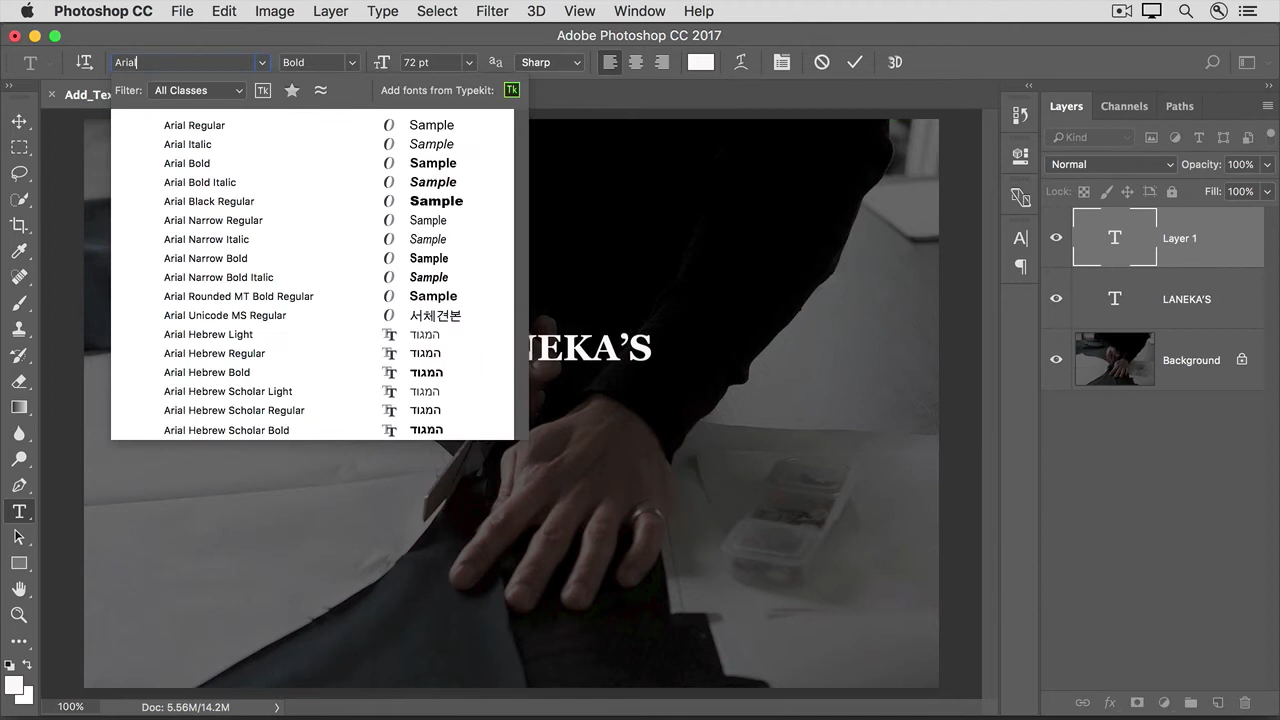 Photoshop CC File Edit Image Layer Type Select Filter 3D View Window Help
Adobe Photoshop CC 2017
Arial Bold 72 pt Sharp 3D
Filter: All Classes Tk Add fonts from Typekit: Tk
Add_Tex
Layers Channels Paths
Kind
Normal Opacity: 100%
Lock: Fill: 100%
Arial Regular Sample
Arial Italic Sample
Arial Bold Sample
Arial Bold Italic Sample
Arial Black Regular Sample
Arial Narrow Regular Sample
Arial Narrow Italic Sample
Arial Narrow Bold Sample
Arial Narrow Bold Italic Sample
Arial Rounded MT Bold Regular Sample
Arial Unicode MS Regular 서체견본
Arial Hebrew Light המגוד
Arial Hebrew Regular המגוד
Arial Hebrew Bold המגוד
Arial Hebrew Scholar Light המגוד
Arial Hebrew Scholar Regular המגוד
Arial Hebrew Scholar Bold המגוד
NEKA’S
Layer 1
LANEKA’S
Background
100% Doc: 5.56M/14.2M